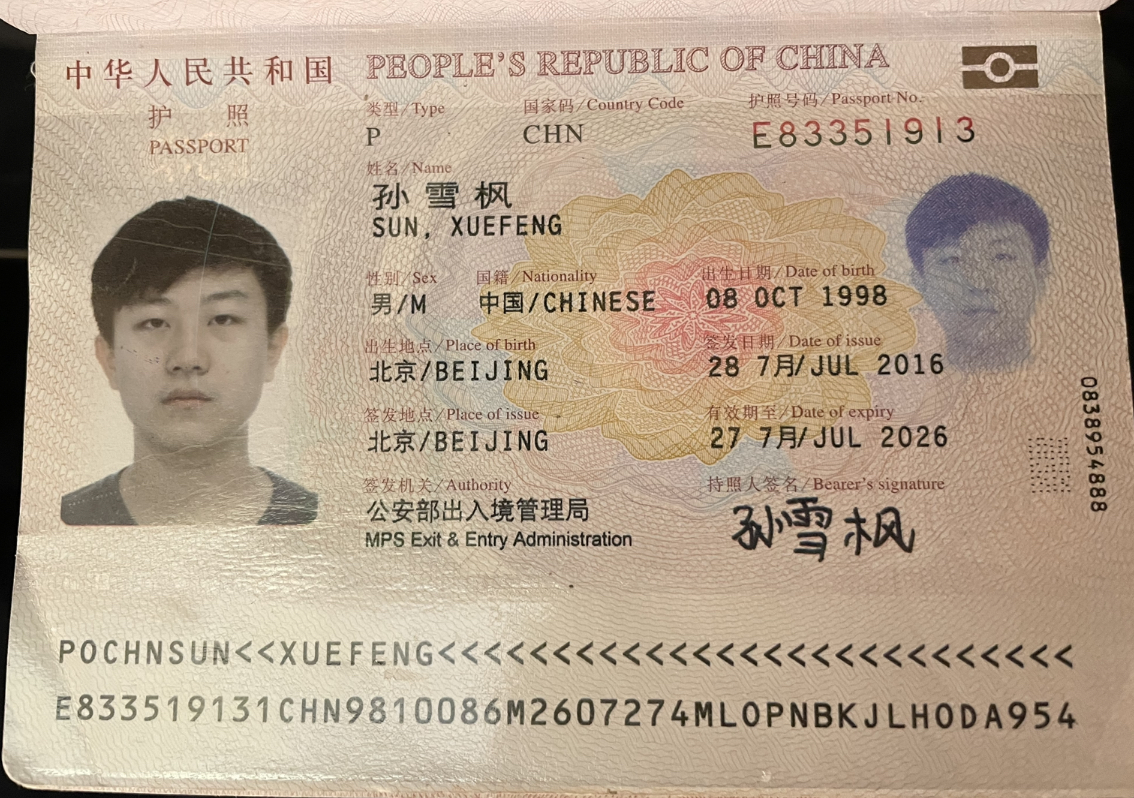 中华人民共和国 PEOPLE'S REPUBLIC OF CHINA
护 照
PASSPORT
类型/Type 国家码/Country Code 护照号码/Passport No.
P CHN E83351913
姓名/Name
孙雪枫
SUN, XUEFENG
性别/Sex 国籍/Nationality 出生日期/Date of birth
男/M 中国/CHINESE 08 OCT 1998
出生地点/Place of birth 签发日期/Date of issue
北京/BEIJING 28 7月/JUL 2016
签发地点/Place of issue 有效期至/Date of expiry
北京/BEIJING 27 7月/JUL 2026
签发机关/Authority 持照人签名/Bearer's signature
公安部出入境管理局 孙雪枫
MPS Exit & Entry Administration
0838954888
POCHNSUN<<XUEFENG<<<<<<<<<<<<<<<<<<<<<<<<<<<
E833519131CHN9810086M2607274MLOPNBKJLHODA954